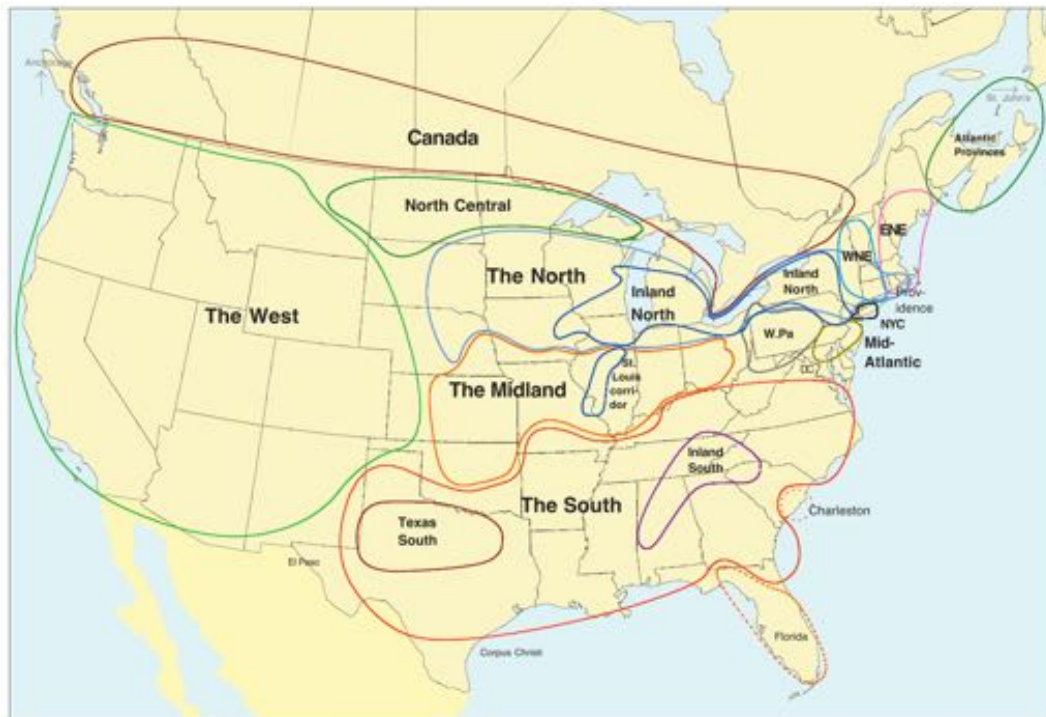 Anchorage
St. John's
Canada
Atlantic
Provinces
North Central
ENE
WNE
The North
Inland
North
Inland
North
Prov-
idence
The West
NYC
W.Pa
Mid-
Atlantic
DC
St.
Louis
corri-
dor
The Midland
Inland
South
The South
Charleston
Texas
South
El Paso
Florida
Corpus Christi